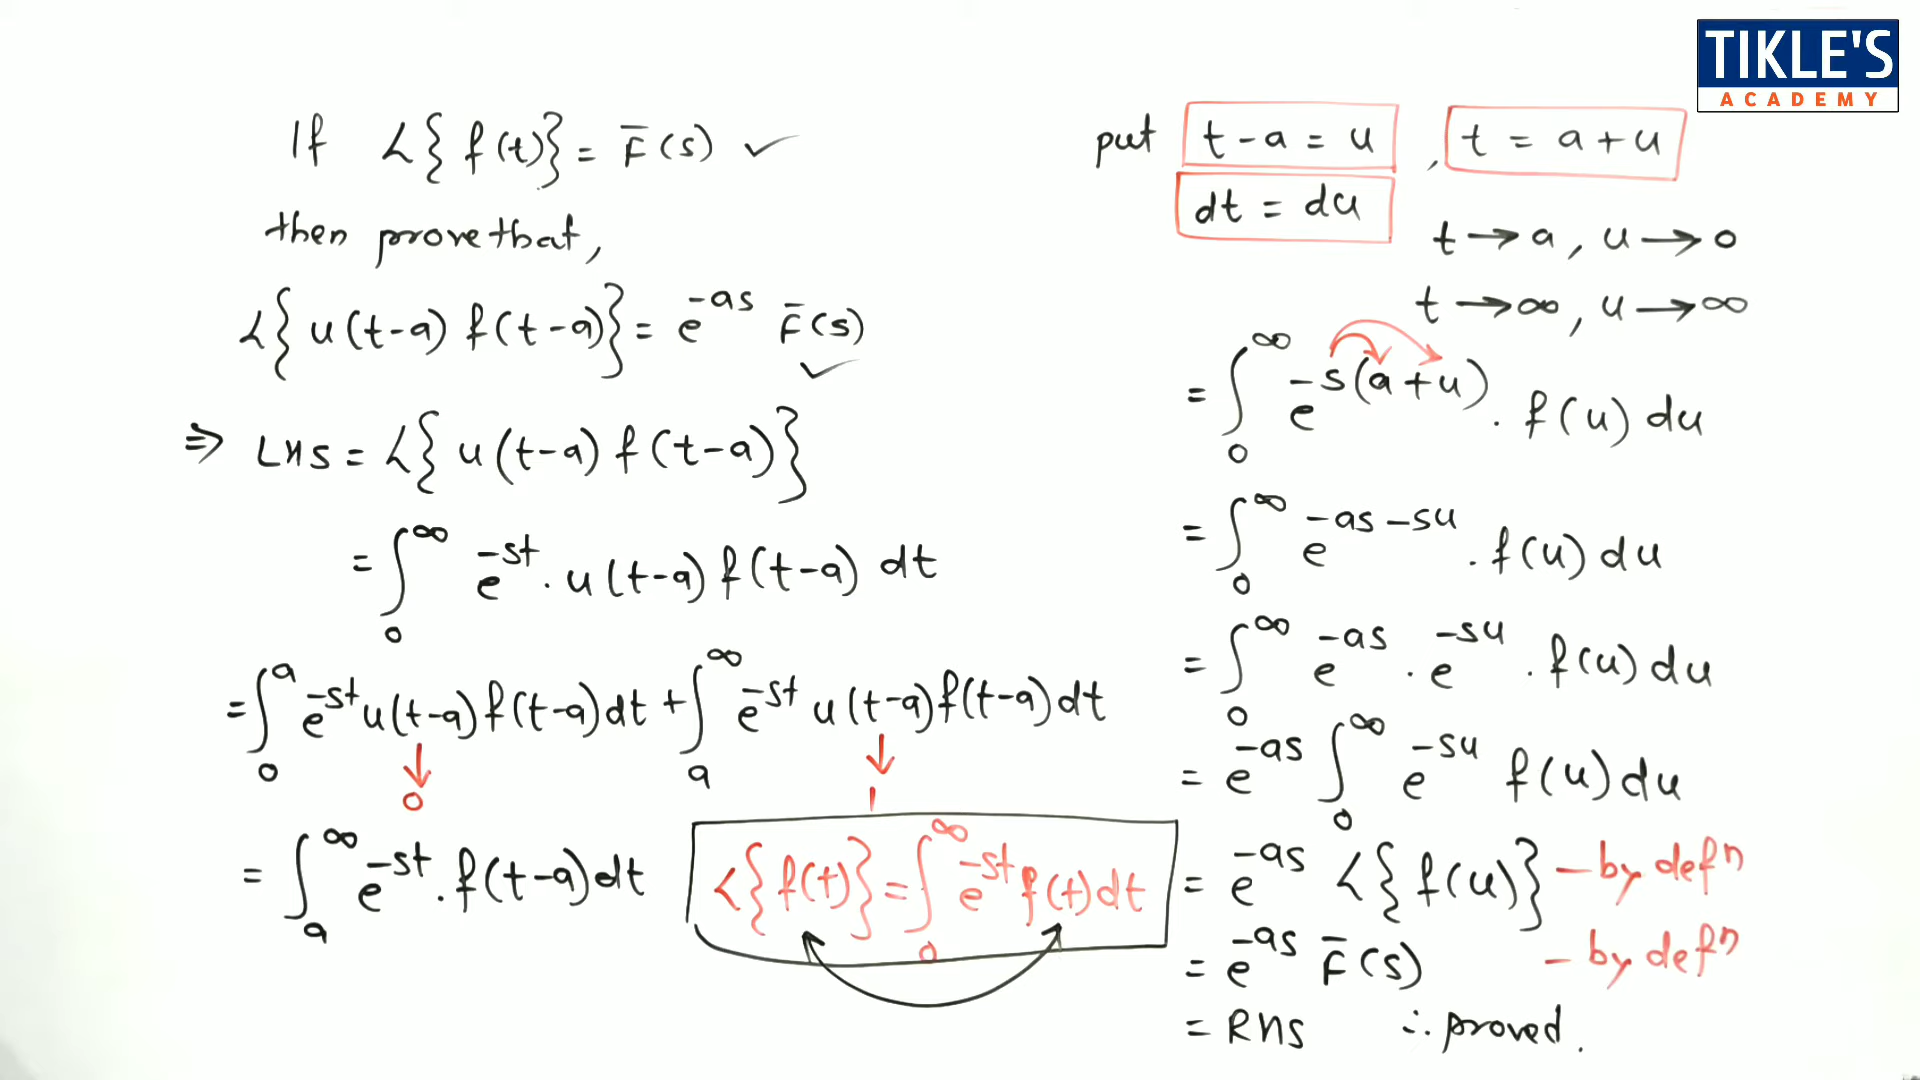 TIKLE'S
ACADEMY
If L{f(t)} = F̄(s) ✓
then prove that,
L{u(t-a) f(t-a)} = e^{-as} F̄(s) ✓
⇒ LHS = L{u(t-a) f(t-a)}
= ∫_0^∞ e^{-st} . u(t-a) f(t-a) dt
= ∫_0^a e^{-st} u(t-a) f(t-a) dt + ∫_a^∞ e^{-st} u(t-a) f(t-a) dt
↓ 0 ↓ 1
= ∫_a^∞ e^{-st} . f(t-a) dt
L{f(t)} = ∫_0^∞ e^{-st} f(t) dt
put t-a = u , t = a+u
dt = du
t → a , u → 0
t → ∞ , u → ∞
= ∫_0^∞ e^{-s(a+u)} . f(u) du
= ∫_0^∞ e^{-as-su} . f(u) du
= ∫_0^∞ e^{-as} . e^{-su} . f(u) du
= e^{-as} ∫_0^∞ e^{-su} f(u) du
= e^{-as} L{f(u)} - by defⁿ
= e^{-as} F̄(s) - by defⁿ
= RHS ∴ proved.